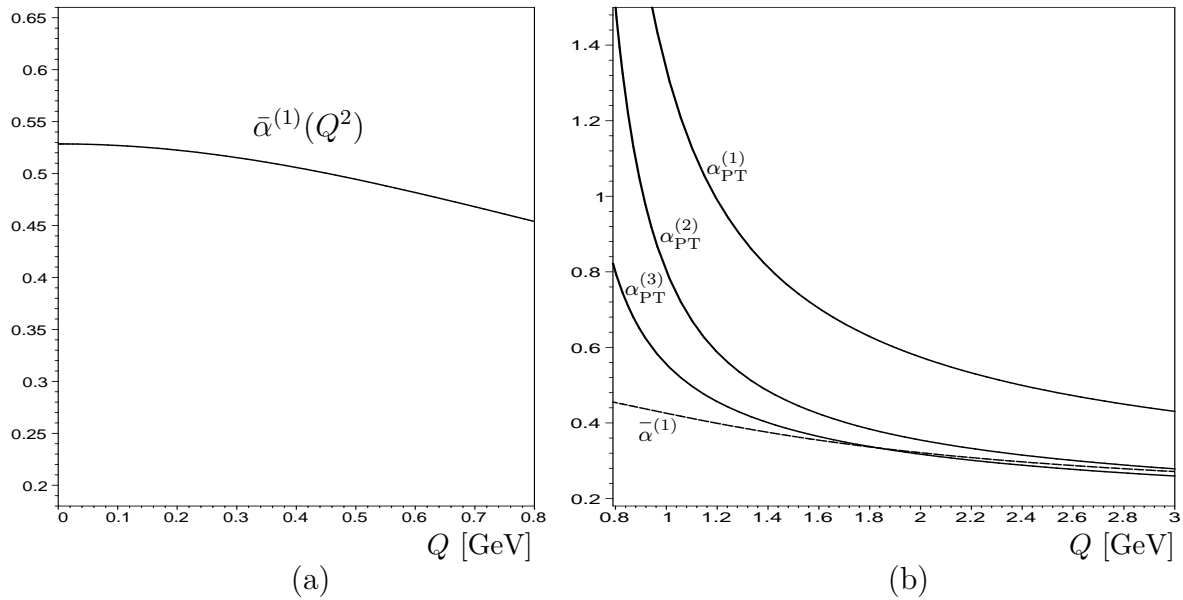 0.65
0.6
0.55
0.5
0.45
0.4
0.35
0.3
0.25
0.2
0 0.1 0.2 0.3 0.4 0.5 0.6 0.7 0.8
ᾱ⁽¹⁾(Q²)
Q [GeV]
(a)
1.4
1.2
1
0.8
0.6
0.4
0.2
0.8 1 1.2 1.4 1.6 1.8 2 2.2 2.4 2.6 2.8 3
α_PT^(1)
α_PT^(2)
α_PT^(3)
ᾱ⁽¹⁾
Q [GeV]
(b)